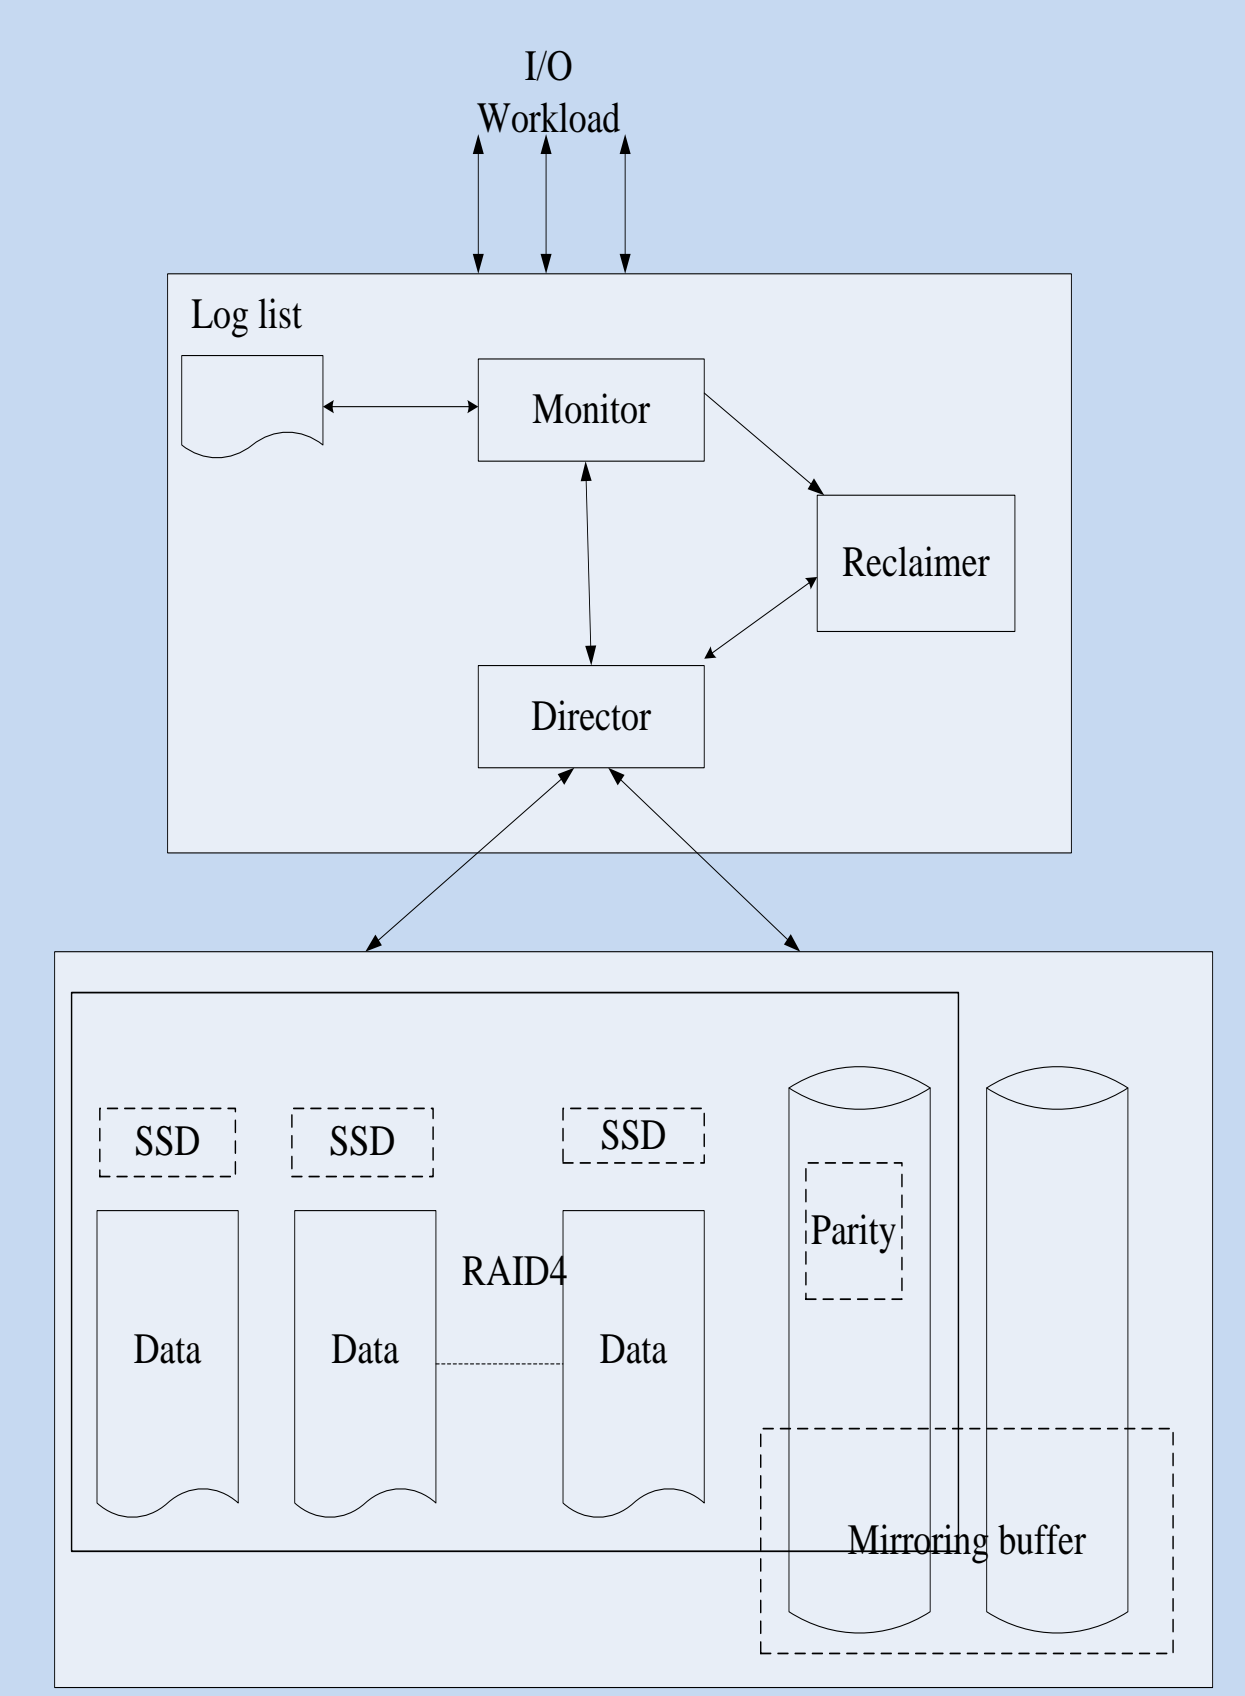 I/O
Workload
Log list
Monitor
Reclaimer
Director
SSD
SSD
SSD
Parity
RAID4
Data
Data
Data
Mirroring buffer